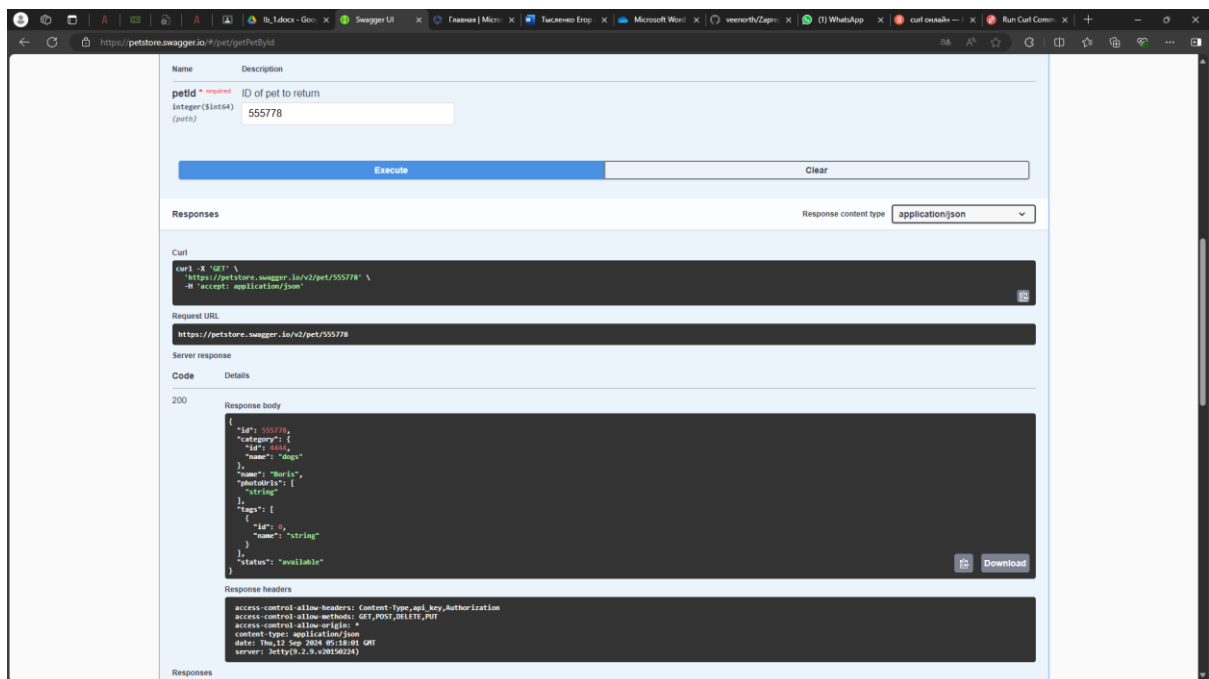 lb_1.docx - Goo
Swagger UI
Главная | Micro
Тысленко Егор
Microsoft Word
veenorth/Zapre
(1) WhatsApp
curl онлайн —
Run Curl Comm
https://petstore.swagger.io/#/pet/getPetById
Name Description
petId * required ID of pet to return
integer($int64)
(path)
555778
Execute Clear
Responses Response content type application/json
Curl
curl -X 'GET' \
'https://petstore.swagger.io/v2/pet/555778' \
-H 'accept: application/json'
Request URL
https://petstore.swagger.io/v2/pet/555778
Server response
Code Details
200
Response body
{
"id": 555778,
"category": {
"id": 4444,
"name": "dogs"
},
"name": "Boris",
"photoUrls": [
"string"
],
"tags": [
{
"id": 0,
"name": "string"
}
],
"status": "available"
}
Download
Response headers
access-control-allow-headers: Content-Type,api_key,Authorization
access-control-allow-methods: GET,POST,DELETE,PUT
access-control-allow-origin: *
content-type: application/json
date: Thu,12 Sep 2024 05:18:01 GMT
server: Jetty(9.2.9.v20150224)
Responses